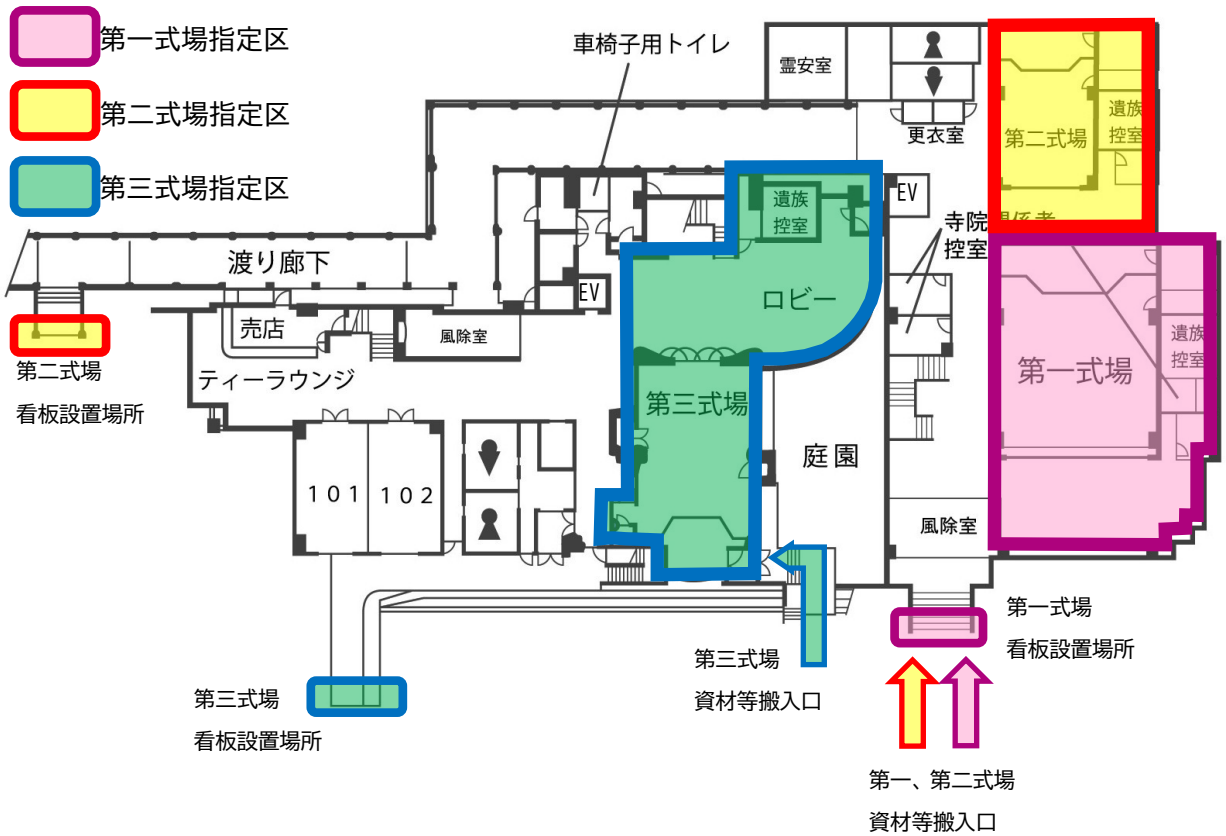 第一式場指定区
第二式場指定区
第三式場指定区
車椅子用トイレ
霊安室
更衣室
第二式場
遺族
控室
遺族
控室
EV
寺院
関係者
控室
渡り廊下
EV
ロビー
売店
風除室
第二式場
看板設置場所
ティーラウンジ
第三式場
第一式場
遺族
控室
庭園
101
102
風除室
第一式場
看板設置場所
第三式場
資材等搬入口
第三式場
看板設置場所
第一、第二式場
資材等搬入口